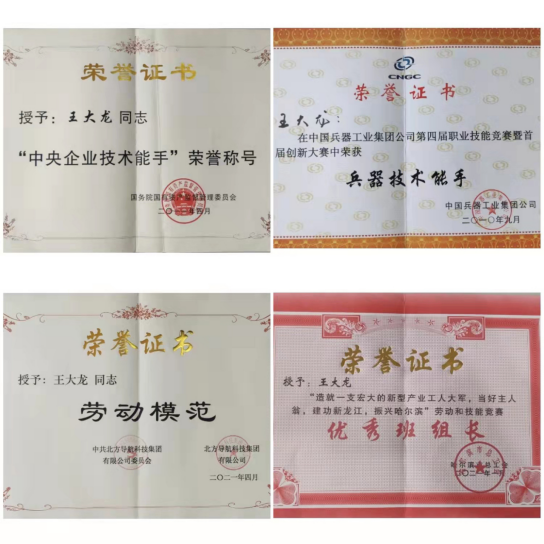 荣誉证书
授予：王大龙 同志
“中央企业技术能手”荣誉称号
国务院国有资产监督管理委员会
CNGC
荣誉证书
王大龙：
在中国兵器工业集团公司第四届职业技能竞赛暨首
届创新大赛中荣获
兵器技术能手
中国兵器工业集团公司
二〇一〇年九月
荣誉证书
授予：王大龙 同志
劳动模范
中共北方导航科技集团
有限公司委员会
北方导航科技集团
有限公司
二〇二一年四月
荣誉证书
授予：王大龙
“造就一支宏大的新型产业工人大军，当好主人
翁，建功新龙江，振兴哈尔滨”劳动和技能竞赛
优秀班组长
哈尔滨市总工会